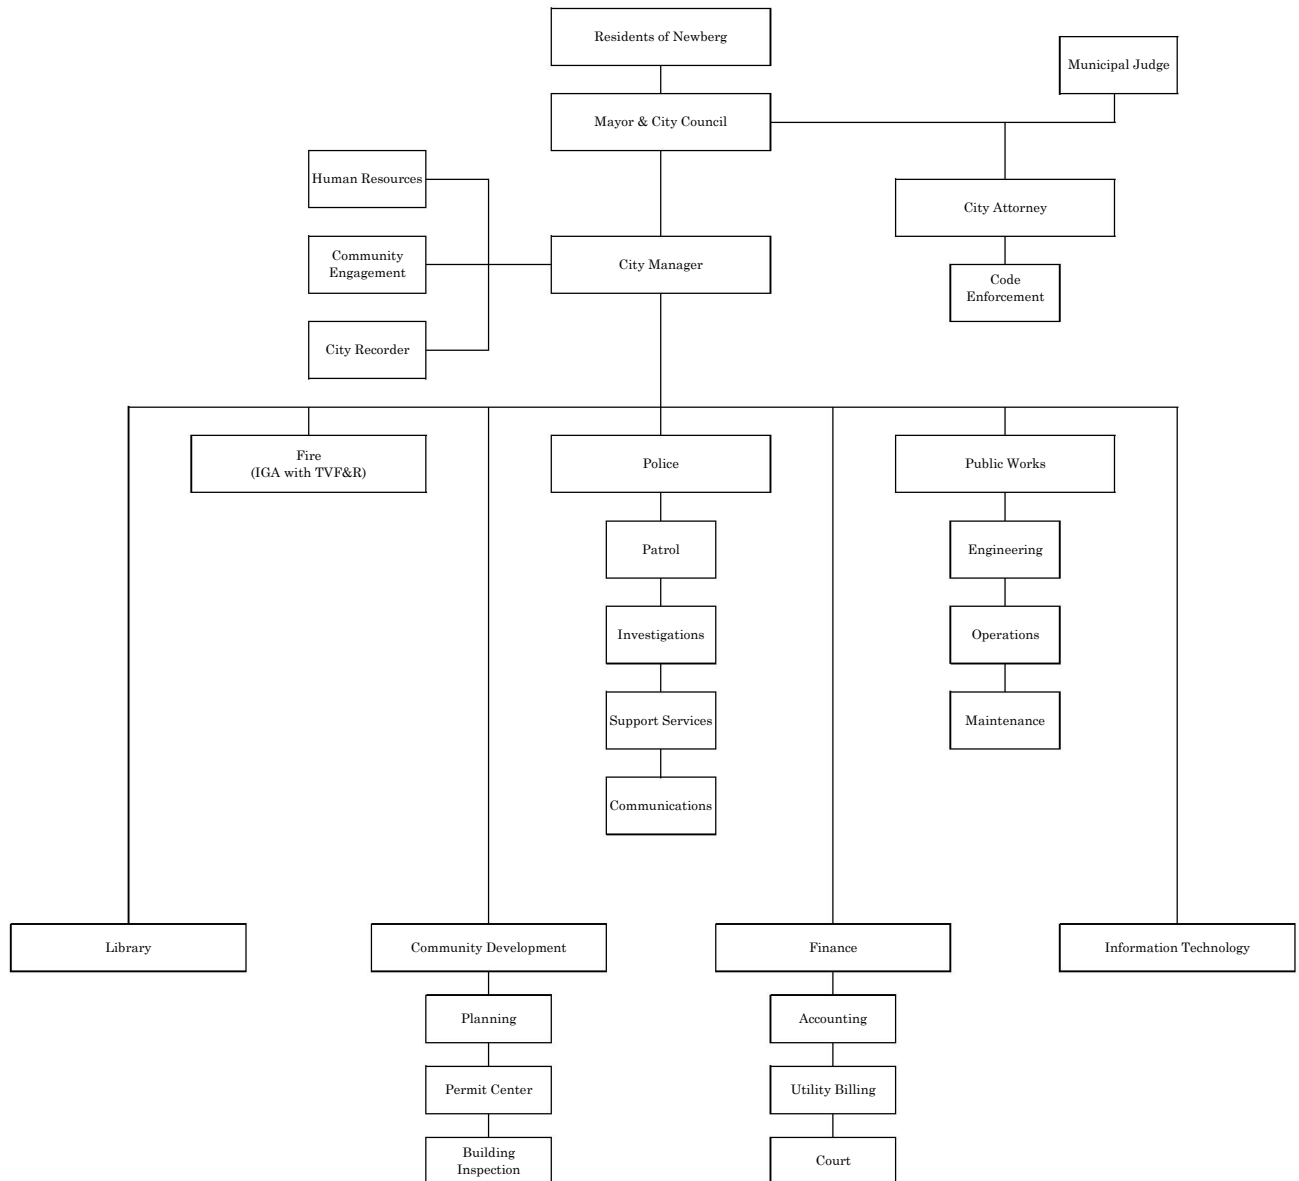 Residents of Newberg
Municipal Judge
Mayor & City Council
Human Resources
City Attorney
Community
Engagement
City Manager
Code
Enforcement
City Recorder
Fire
(IGA with TVF&R)
Police
Public Works
Patrol
Engineering
Investigations
Operations
Support Services
Maintenance
Communications
Library
Community Development
Finance
Information Technology
Planning
Accounting
Permit Center
Utility Billing
Building
Inspection
Court